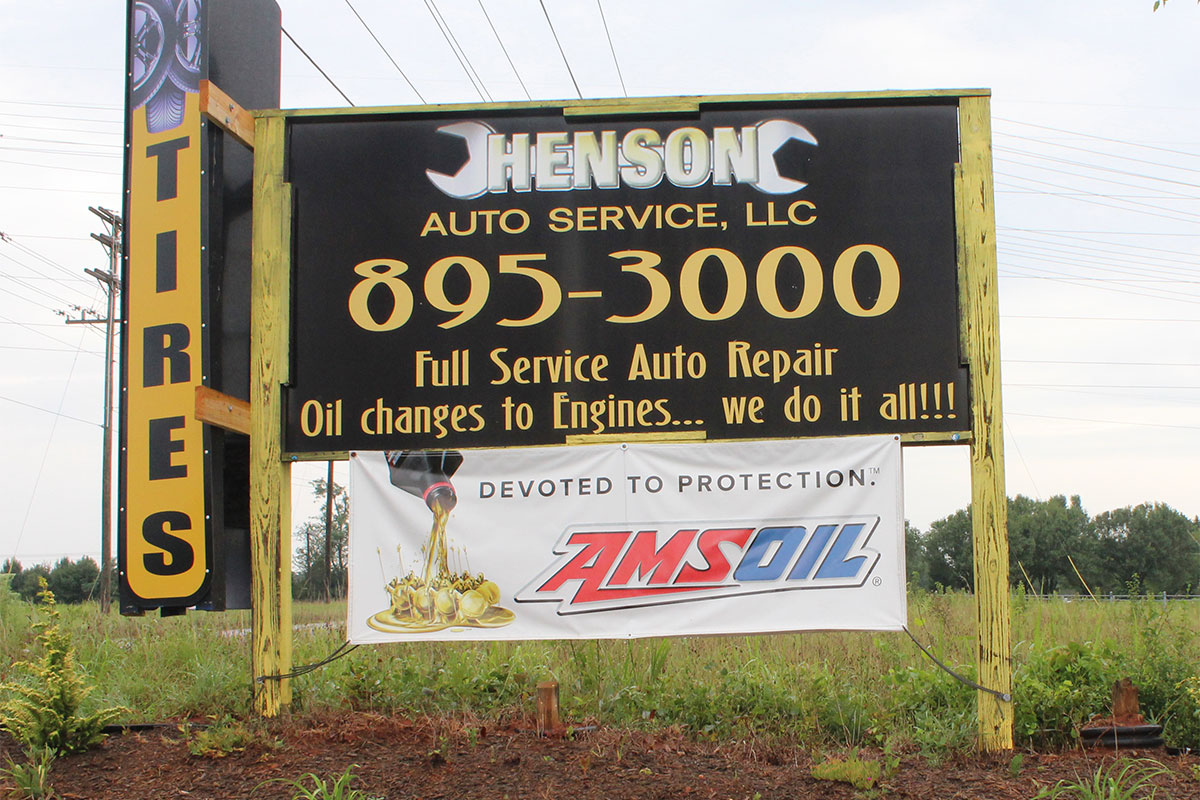 TIRES
HENSON
AUTO SERVICE, LLC
895-3000
Full Service Auto Repair
Oil changes to Engines... we do it all!!!
DEVOTED TO PROTECTION.™
AMSOIL®